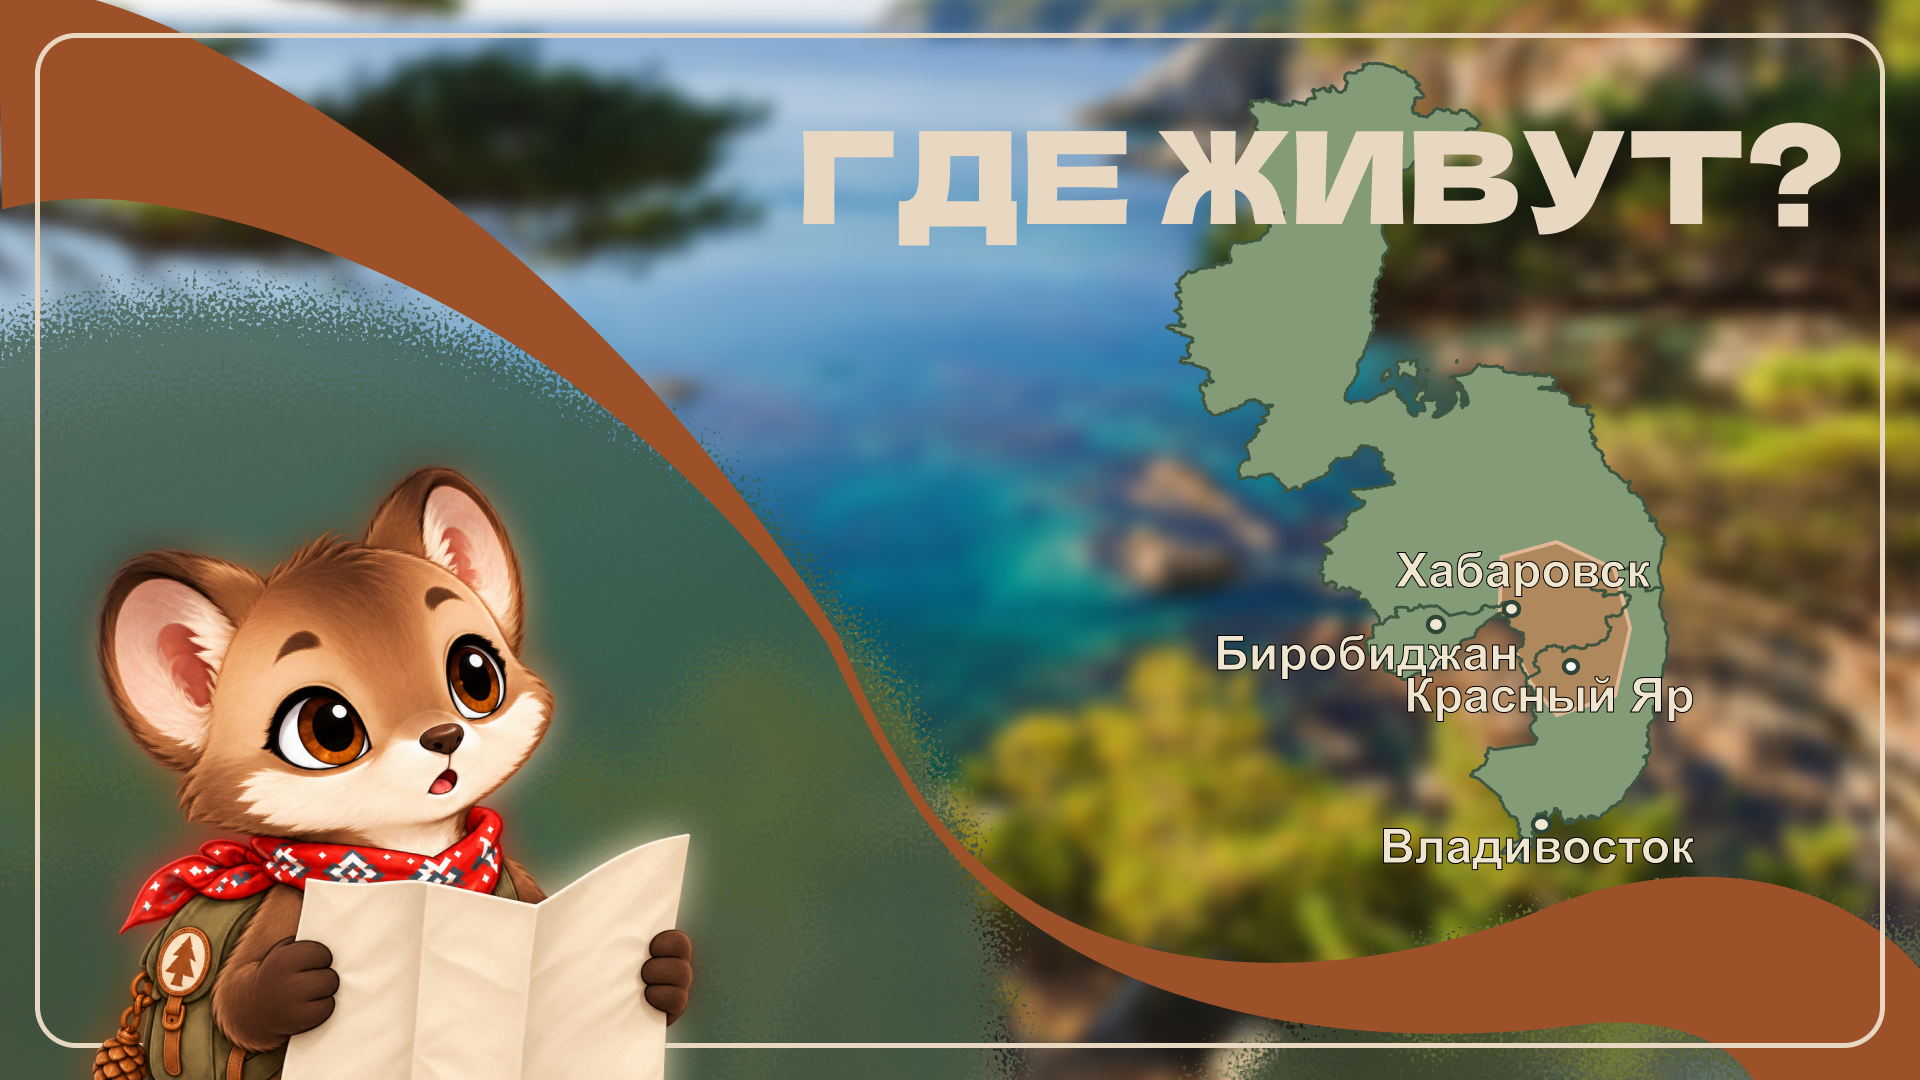 ГДЕ ЖИВУТ?
Хабаровск
Биробиджан
Красный Яр
Владивосток